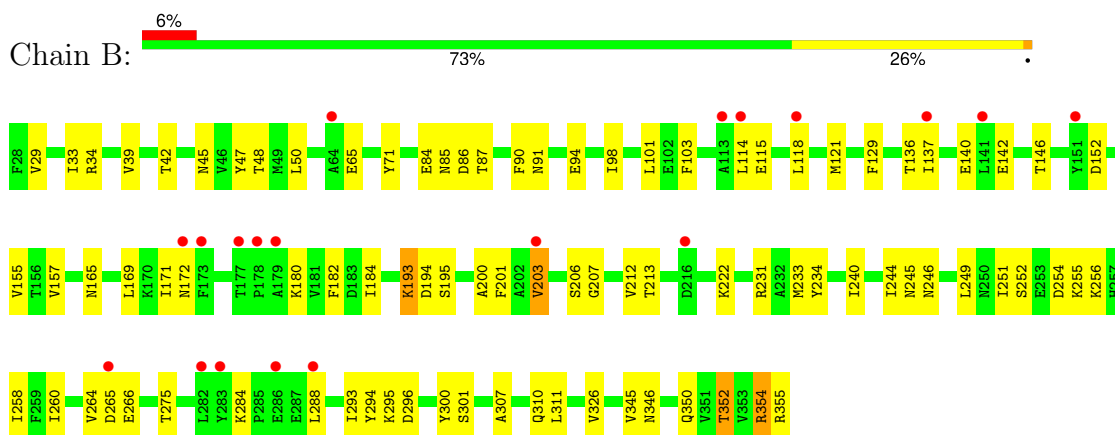 6%
Chain B:
73% 26% •
F28 V29 I33 R34 V39 T42 N45 V46 Y47 T48 M49 L50 A64 E65 Y71 E84 N85 D86 T87 F90 N91 E94 I98 L101 E102 F103 A113 L114 E115 L118 M121 F129 T136 I137 E140 L141 E142 T146 Y151 D152
V155 T156 V157 N165 L169 K170 I171 N172 F173 T177 P178 A179 K180 V181 F182 D183 I184 K193 D194 S195 A200 F201 A202 V203 S206 G207 V212 T213 D216 K222 R231 A232 M233 Y234 I240 I244 N245 N246 L249 N250 I251 S252 E253 D254 K255 K256 H257
I258 F259 I260 V264 D265 E266 T275 L282 Y283 K284 P285 E286 E287 L288 I293 Y294 K295 D296 Y300 S301 A307 Q310 L311 V326 V345 N346 Q350 V351 T352 V353 R354 R355